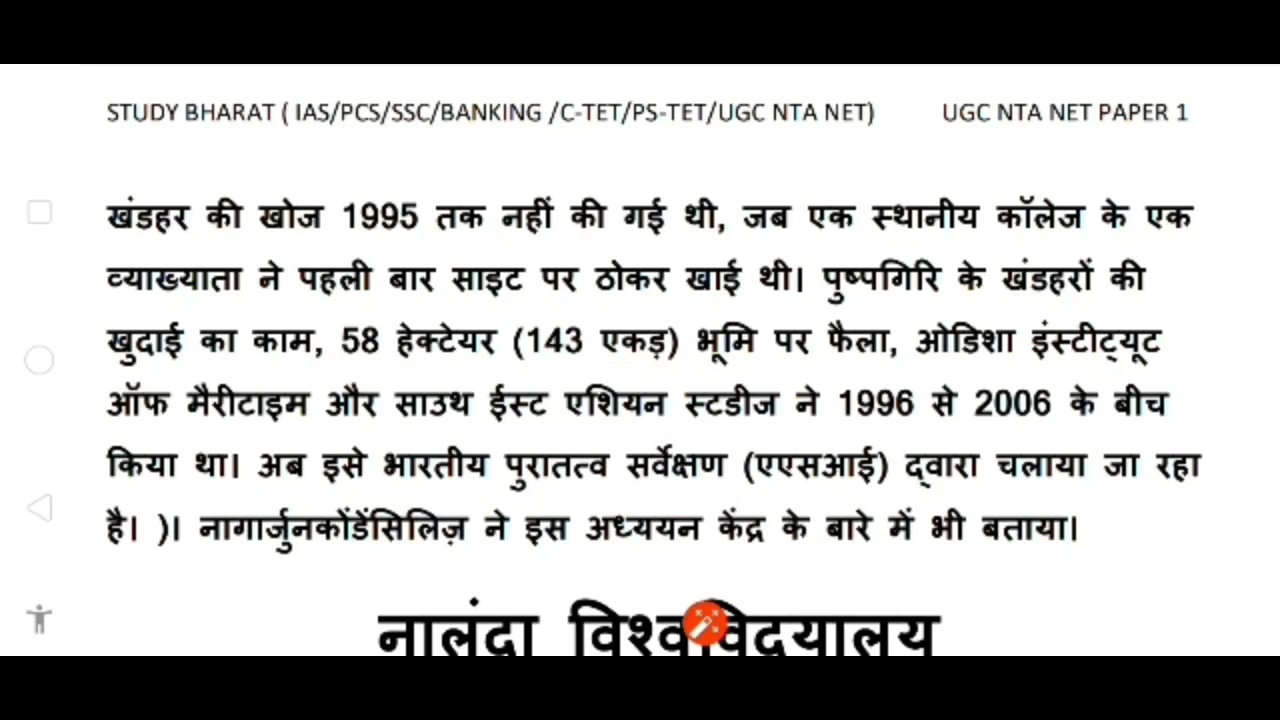 STUDY BHARAT ( IAS/PCS/SSC/BANKING /C-TET/PS-TET/UGC NTA NET) UGC NTA NET PAPER 1
खंडहर की खोज 1995 तक नहीं की गई थी, जब एक स्थानीय कॉलेज के एक
व्याख्याता ने पहली बार साइट पर ठोकर खाई थी। पुष्पगिरि के खंडहरों की
खुदाई का काम, 58 हेक्टेयर (143 एकड़) भूमि पर फैला, ओडिशा इंस्टीट्यूट
ऑफ मैरीटाइम और साउथ ईस्ट एशियन स्टडीज ने 1996 से 2006 के बीच
किया था। अब इसे भारतीय पुरातत्व सर्वेक्षण (एएसआई) द्वारा चलाया जा रहा
है। )। नागार्जुनकोंडेंसिलिज़ ने इस अध्ययन केंद्र के बारे में भी बताया।
नालंदा विश्वविद्यालय